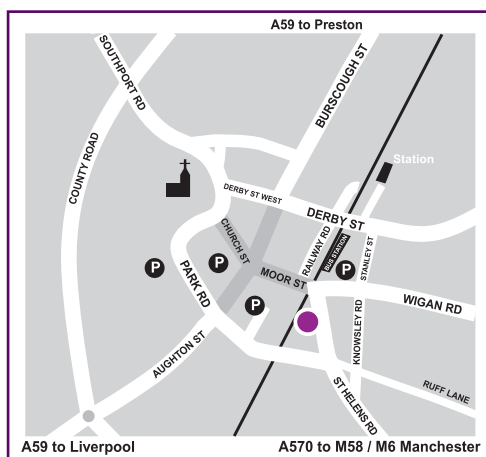 A59 to Preston
SOUTHPORT RD
BURSCOUGH ST
COUNTY ROAD
Station
DERBY ST WEST
DERBY ST
CHURCH ST
RAILWAY RD
BUS STATION
STANLEY ST
P
P
P
P
MOOR ST
PARK RD
WIGAN RD
KNOWSLEY RD
AUGHTON ST
ST HELENS RD
RUFF LANE
A59 to Liverpool
A570 to M58 / M6 Manchester